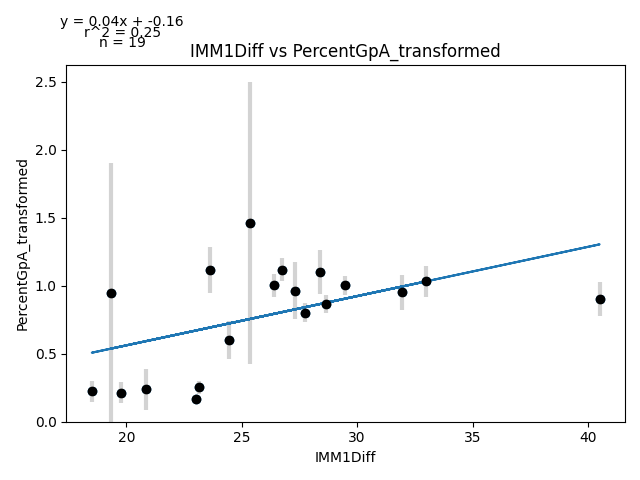 y = 0.04x + -0.16
r^2 = 0.25
n = 19
IMM1Diff vs PercentGpA_transformed
PercentGpA_transformed
2.5
2.0
1.5
1.0
0.5
0.0
20
25
30
35
40
IMM1Diff